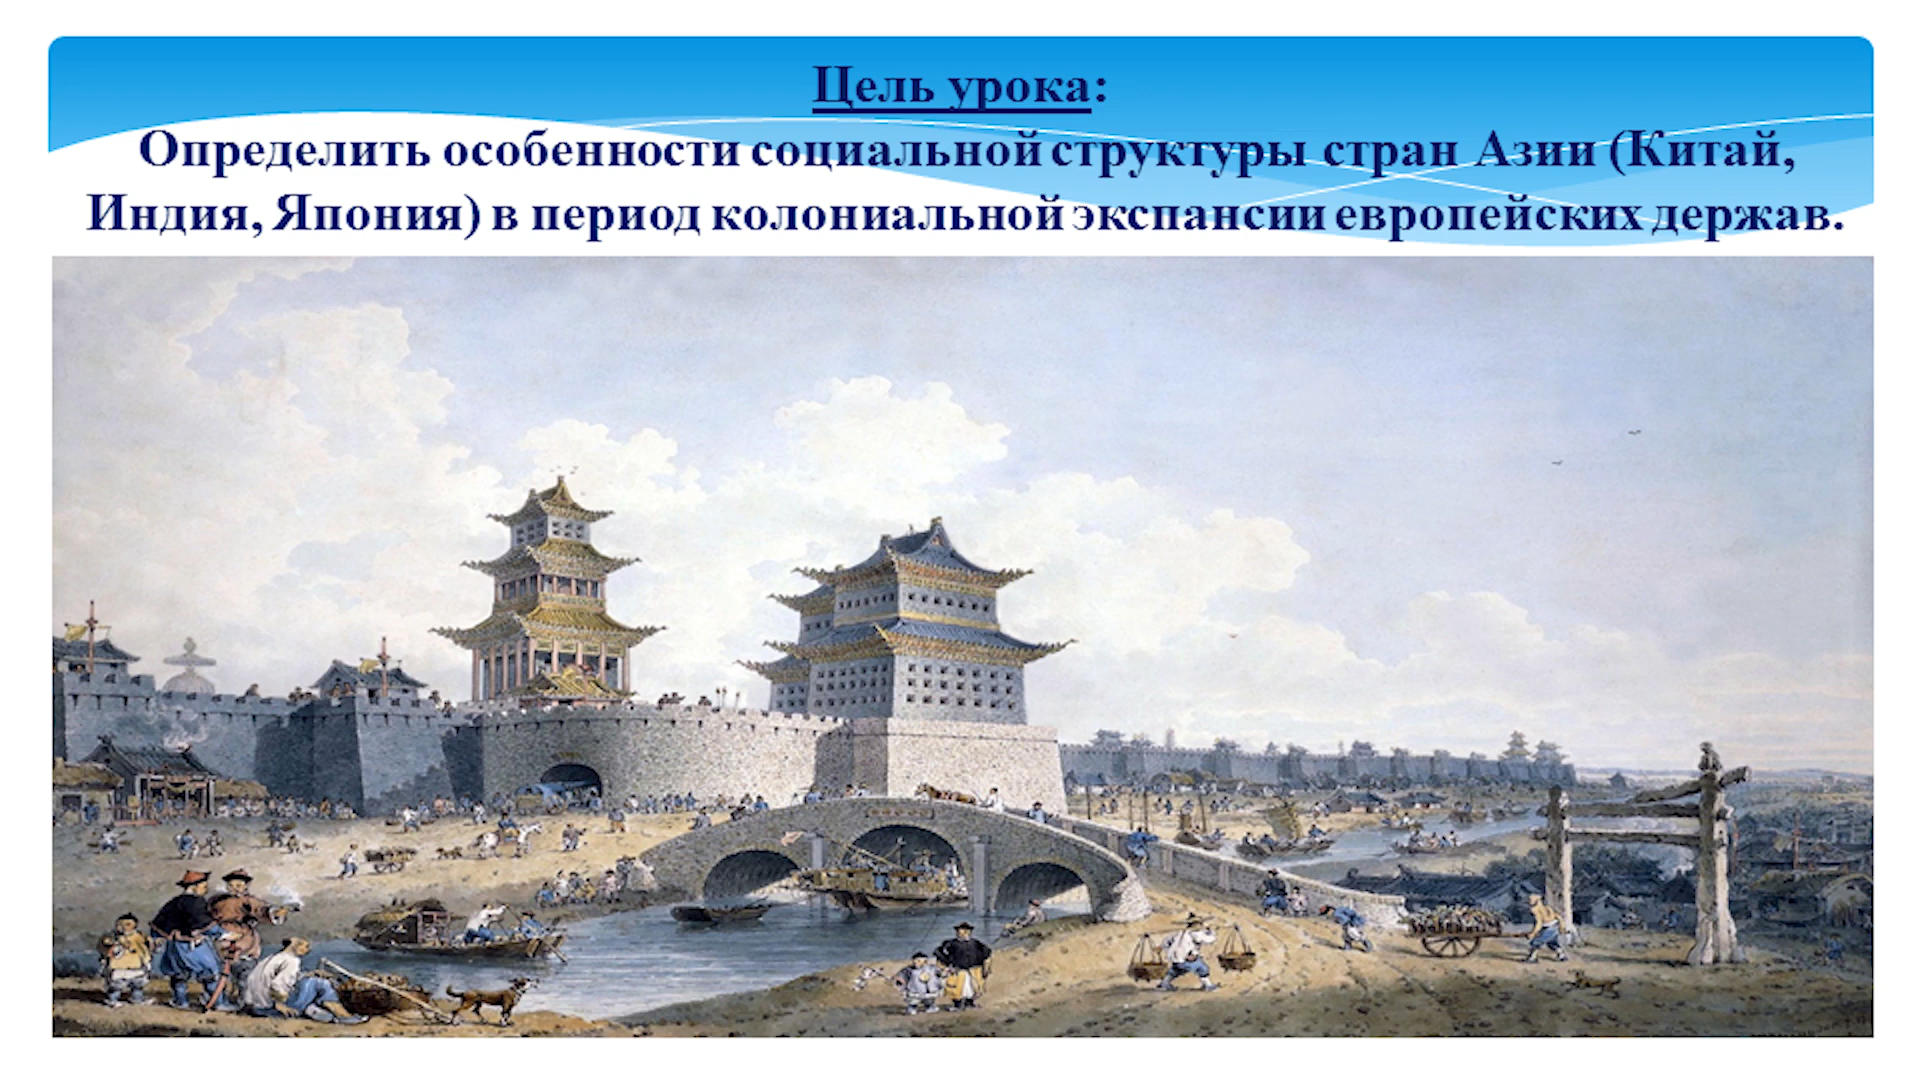 Цель урока:
Определить особенности социальной структуры стран Азии (Китай,
Индия, Япония) в период колониальной экспансии европейских держав.